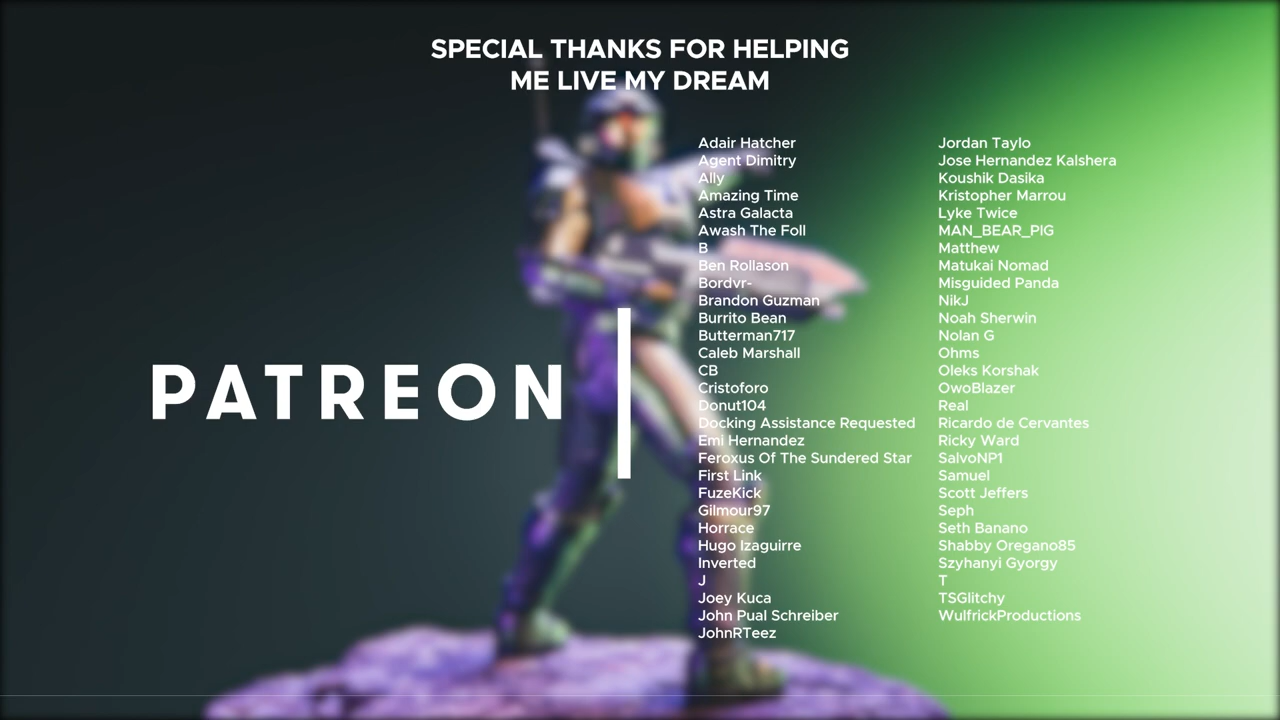 SPECIAL THANKS FOR HELPING
ME LIVE MY DREAM
PATREON
Adair Hatcher
Agent Dimitry
Ally
Amazing Time
Astra Galacta
Awash The Foll
B
Ben Rollason
Bordvr-
Brandon Guzman
Burrito Bean
Butterman717
Caleb Marshall
CB
Cristoforo
Donut104
Docking Assistance Requested
Emi Hernandez
Feroxus Of The Sundered Star
First Link
FuzeKick
Gilmour97
Horrace
Hugo Izaguirre
Inverted
J
Joey Kuca
John Pual Schreiber
JohnRTeez
Jordan Taylo
Jose Hernandez Kalshera
Koushik Dasika
Kristopher Marrou
Lyke Twice
MAN_BEAR_PIG
Matthew
Matukai Nomad
Misguided Panda
NikJ
Noah Sherwin
Nolan G
Ohms
Oleks Korshak
OwoBlazer
Real
Ricardo de Cervantes
Ricky Ward
SalvoNP1
Samuel
Scott Jeffers
Seph
Seth Banano
Shabby Oregano85
Szyhanyi Gyorgy
T
TSGlitchy
WulfrickProductions